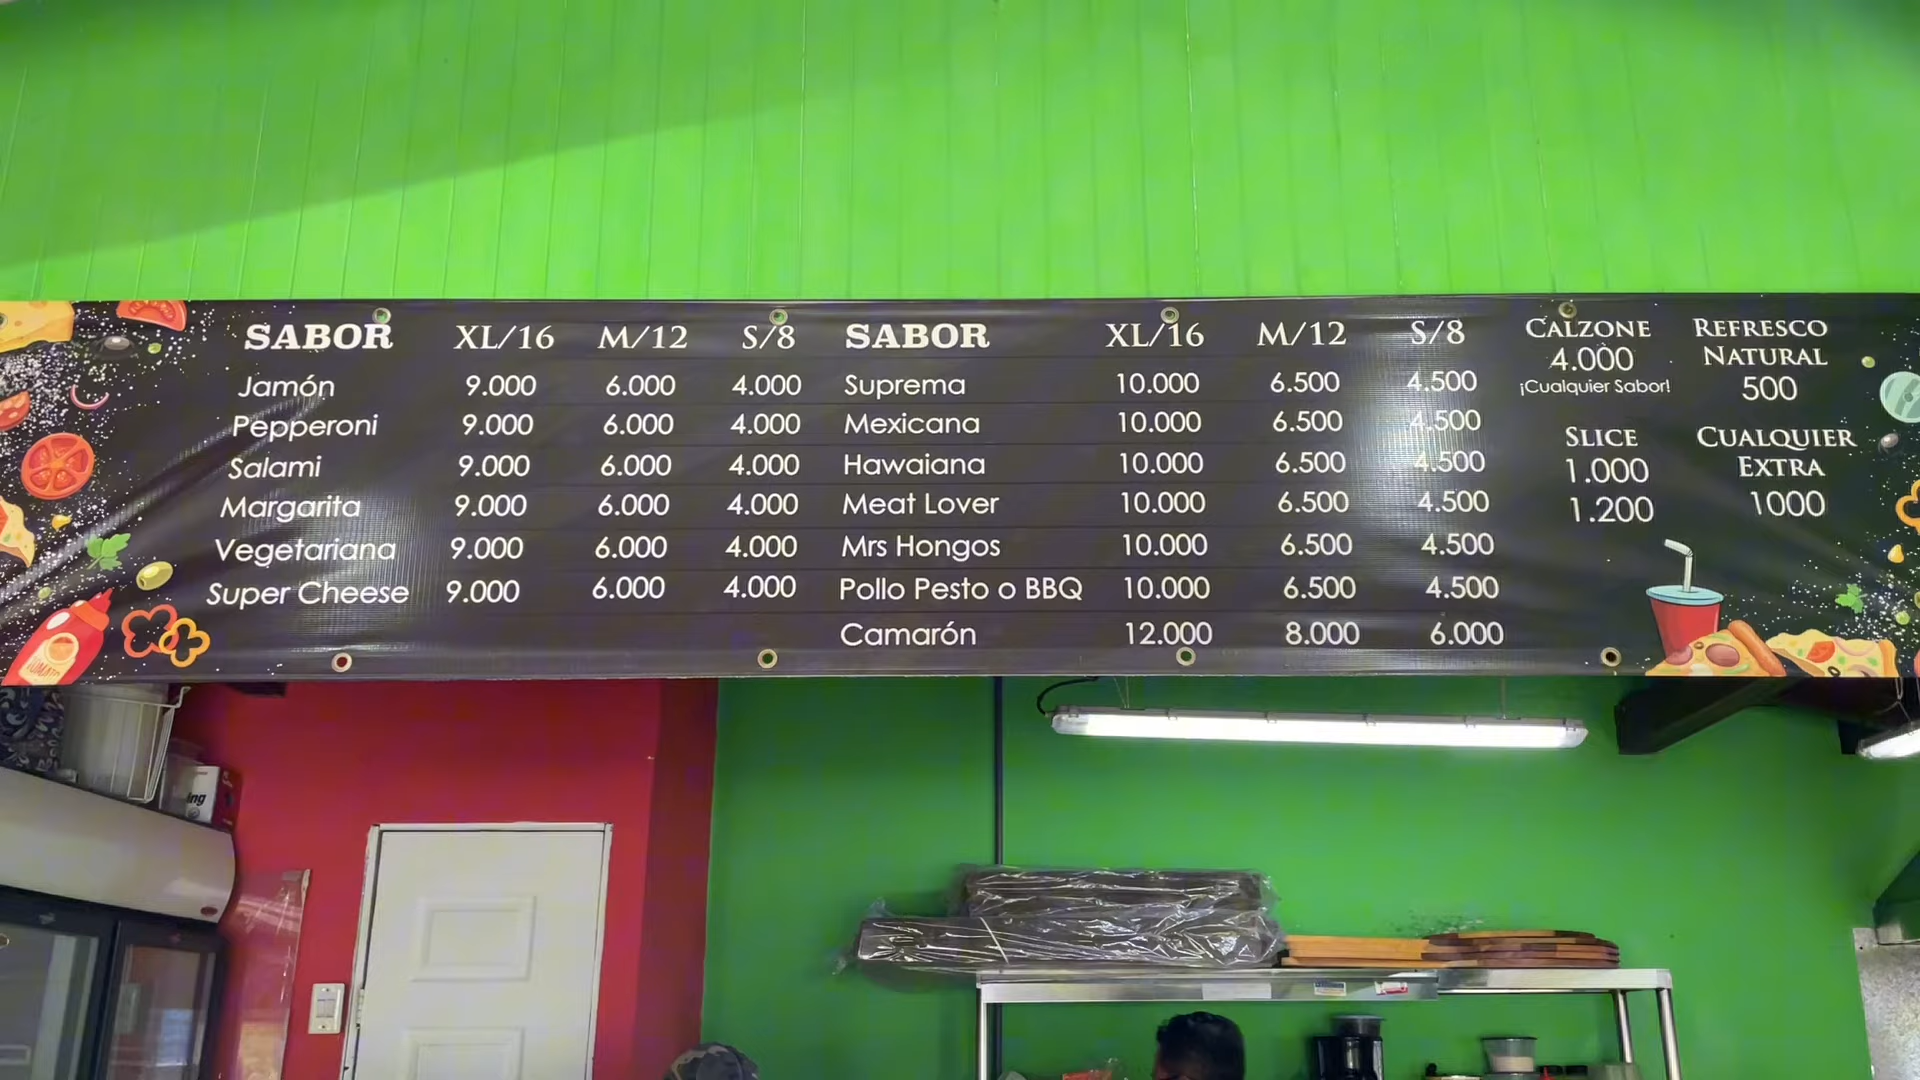 SABOR XL/16 M/12 S/8
Jamón 9.000 6.000 4.000
Pepperoni 9.000 6.000 4.000
Salami 9.000 6.000 4.000
Margarita 9.000 6.000 4.000
Vegetariana 9.000 6.000 4.000
Super Cheese 9.000 6.000 4.000
SABOR XL/16 M/12 S/8
Suprema 10.000 6.500 4.500
Mexicana 10.000 6.500 4.500
Hawaiana 10.000 6.500 4.500
Meat Lover 10.000 6.500 4.500
Mrs Hongos 10.000 6.500 4.500
Pollo Pesto o BBQ 10.000 6.500 4.500
Camarón 12.000 8.000 6.000
CALZONE
4.000
¡Cualquier Sabor!
SLICE
1.000
1.200
REFRESCO
NATURAL
500
CUALQUIER
EXTRA
1000